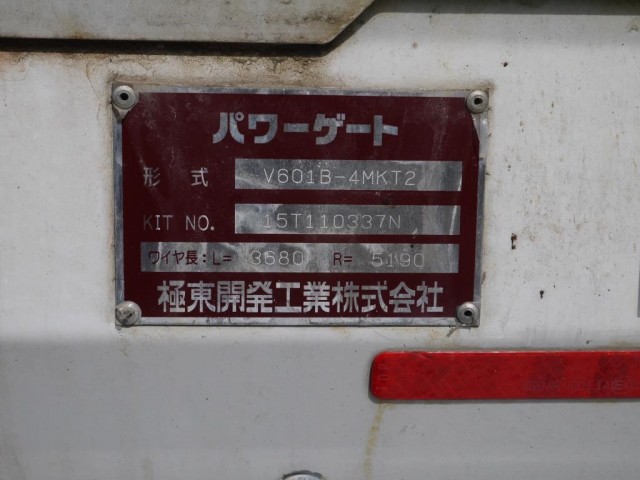 パワーゲート
形 式 V601B-4MKT2
KIT NO. 15T110337N
ワイヤ長:L= 3680 R= 5190
極東開発工業株式会社